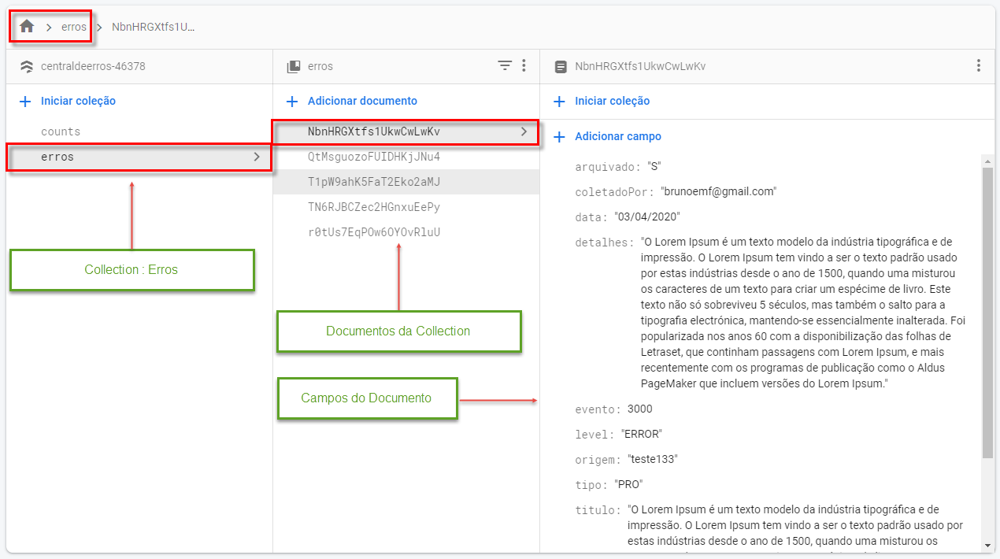 erros
NbnHRGXtfs1U...
centraldeerros-46378
erros
NbnHRGXtfs1UkwCwLwKv
Iniciar coleção
counts
erros
Collection : Erros
Adicionar documento
NbnHRGXtfs1UkwCwLwKv
QtMsguozoFUIDHKjJNu4
T1pW9ahK5FaT2Eko2aMJ
TN6RJBCZec2HGnxuEePy
r0tUs7EqPOw6OYOvRluU
Documentos da Collection
Campos do Documento
Iniciar coleção
Adicionar campo
arquivado: "S"
coletadoPor: "brunoemf@gmail.com"
data: "03/04/2020"
detalhes: "O Lorem Ipsum é um texto modelo da indústria tipográfica e de
impressão. O Lorem Ipsum tem vindo a ser o texto padrão usado
por estas indústrias desde o ano de 1500, quando uma misturou
os caracteres de um texto para criar um espécime de livro. Este
texto não só sobreviveu 5 séculos, mas também o salto para a
tipografia electrónica, mantendo-se essencialmente inalterada. Foi
popularizada nos anos 60 com a disponibilização das folhas de
Letraset, que continham passagens com Lorem Ipsum, e mais
recentemente com os programas de publicação como o Aldus
PageMaker que incluem versões do Lorem Ipsum."
evento: 3000
level: "ERROR"
origem: "teste133"
tipo: "PRO"
titulo: "O Lorem Ipsum é um texto modelo da indústria tipográfica e de
impressão. O Lorem Ipsum tem vindo a ser o texto padrão usado por
estas indústrias desde o ano de 1500, quando uma misturou os